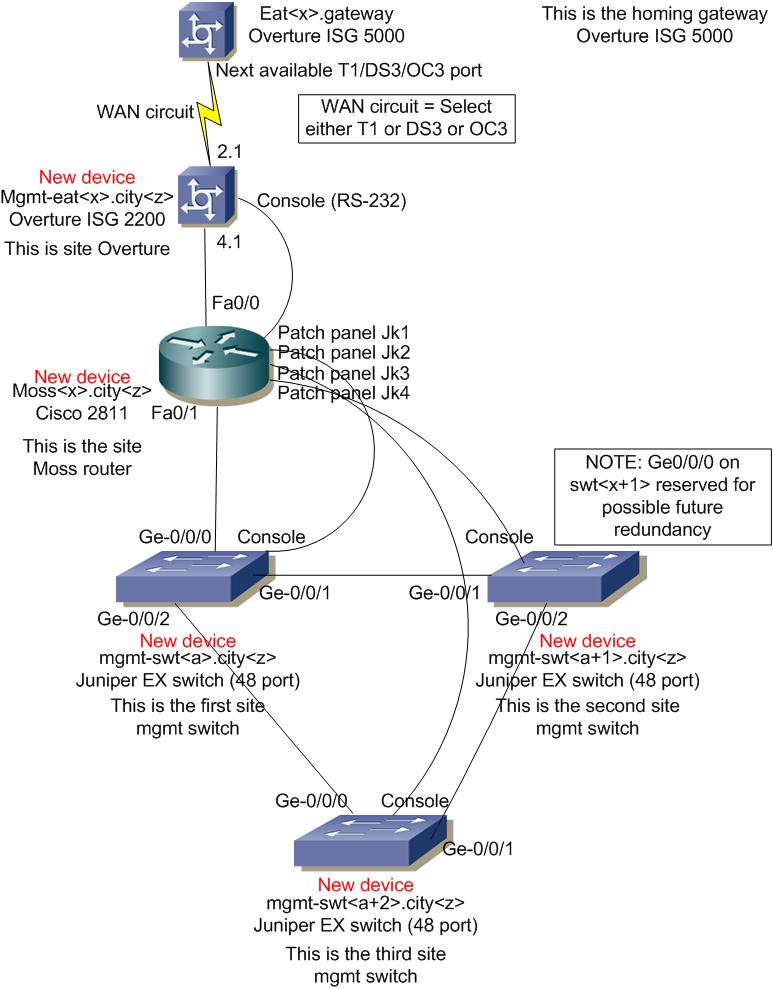 Eat<x>.gateway
Overture ISG 5000
This is the homing gateway
Overture ISG 5000
Next available T1/DS3/OC3 port
WAN circuit
WAN circuit = Select
either T1 or DS3 or OC3
2.1
New device
Mgmt-eat<x>.city<z>
Overture ISG 2200
This is site Overture
Console (RS-232)
4.1
Fa0/0
Patch panel Jk1
Patch panel Jk2
Patch panel Jk3
Patch panel Jk4
New device
Moss<x>.city<z>
Cisco 2811
Fa0/1
This is the site
Moss router
NOTE: Ge0/0/0 on
swt<x+1> reserved for
possible future
redundancy
Ge-0/0/0
Console
Console
Ge-0/0/1
Ge-0/0/1
Ge-0/0/2
Ge-0/0/2
New device
mgmt-swt<a>.city<z>
Juniper EX switch (48 port)
This is the first site
mgmt switch
New device
mgmt-swt<a+1>.city<z>
Juniper EX switch (48 port)
This is the second site
mgmt switch
Ge-0/0/0
Console
Ge-0/0/1
New device
mgmt-swt<a+2>.city<z>
Juniper EX switch (48 port)
This is the third site
mgmt switch